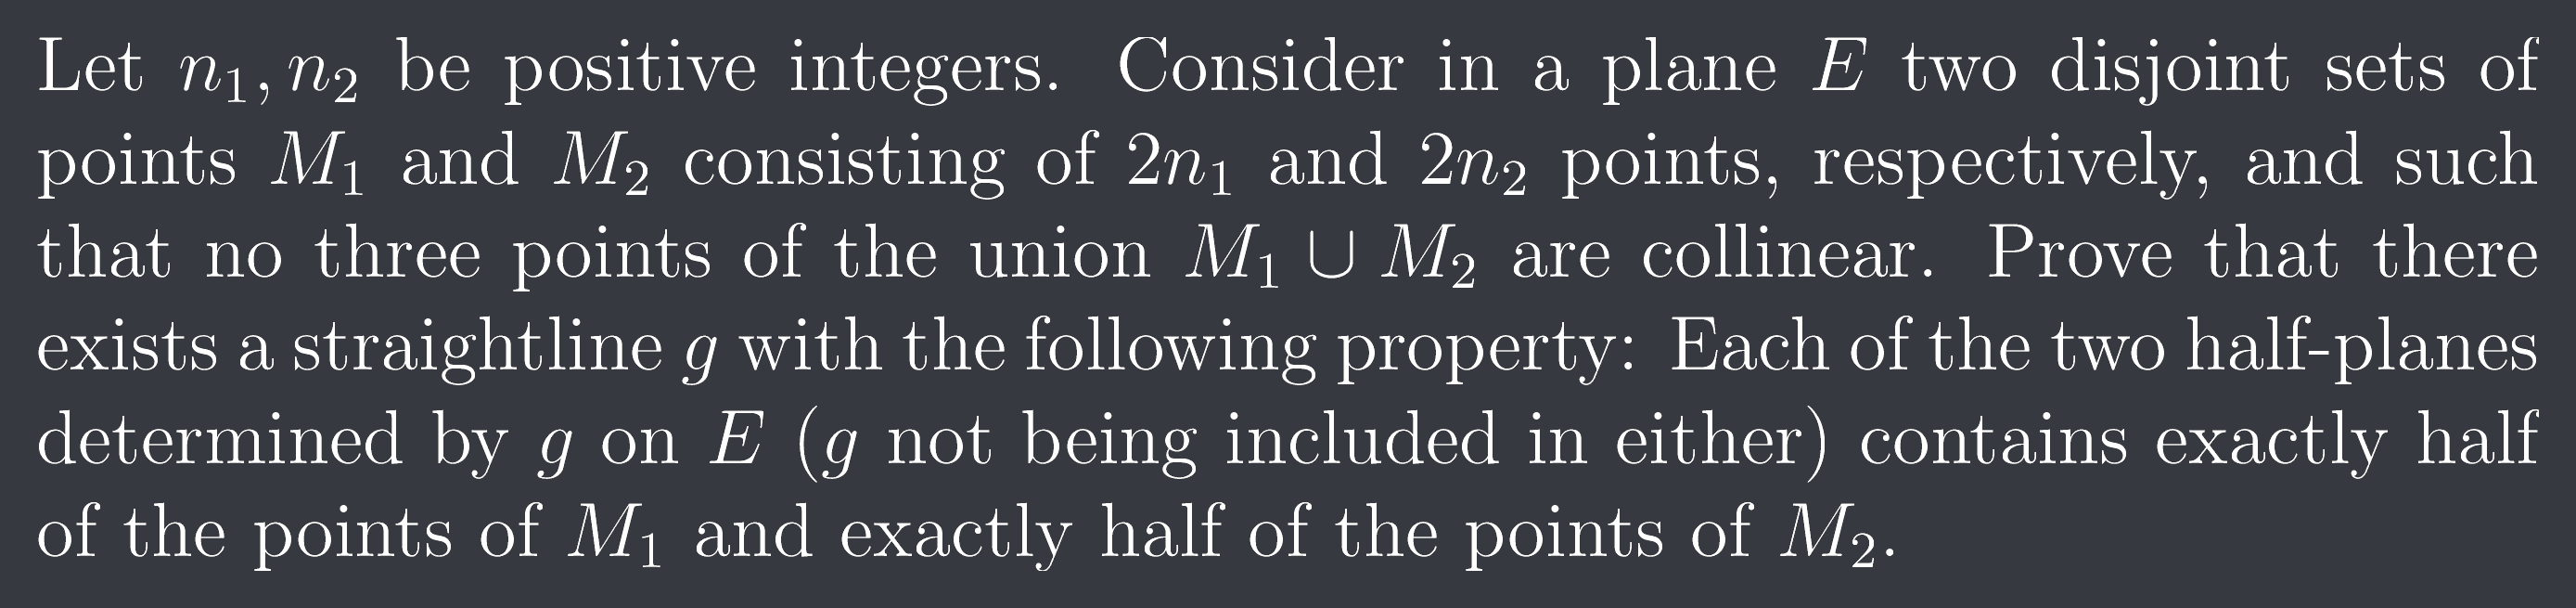 Let $n_1, n_2$ be positive integers. Consider in a plane $E$ two disjoint sets of
points $M_1$ and $M_2$ consisting of $2n_1$ and $2n_2$ points, respectively, and such
that no three points of the union $M_1 \cup M_2$ are collinear. Prove that there
exists a straightline $g$ with the following property: Each of the two half-planes
determined by $g$ on $E$ ($g$ not being included in either) contains exactly half
of the points of $M_1$ and exactly half of the points of $M_2$.